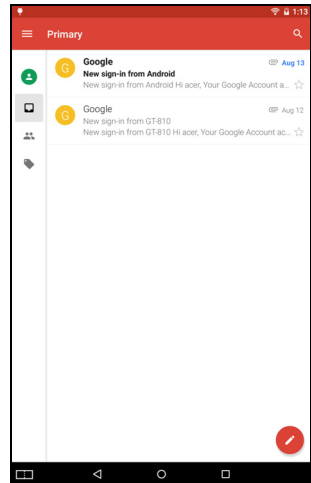 1:13
Primary
G
Google
Aug 13
New sign-in from Android
New sign-in from Android Hi acer, Your Google Account a...
G
Google
Aug 12
New sign-in from GT-810
New sign-in from GT-810 Hi acer, Your Google Account ac...